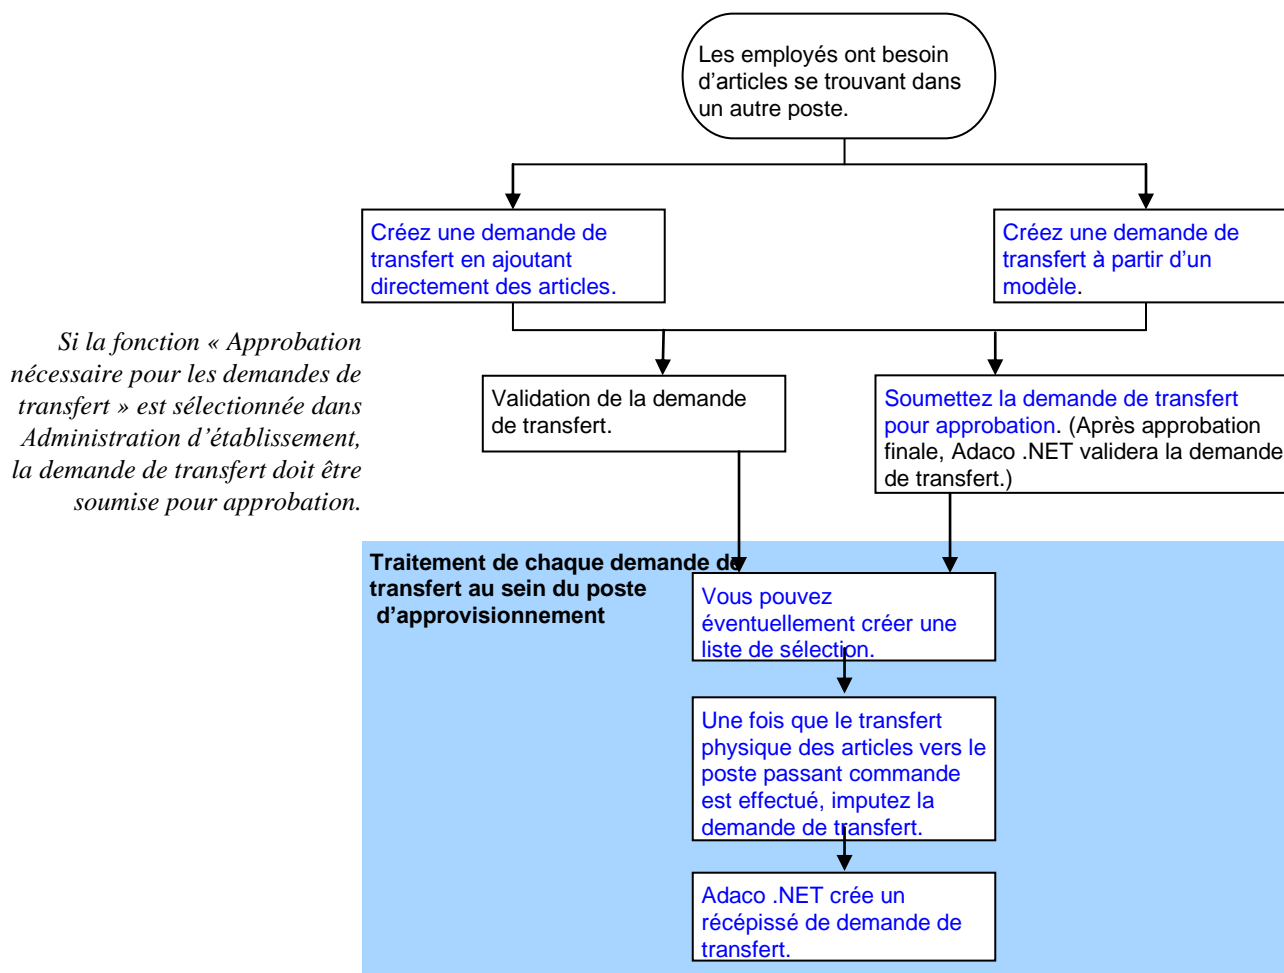 Les employés ont besoin
d’articles se trouvant dans
un autre poste.
Créez une demande de
transfert en ajoutant
directement des articles.
Créez une demande de
transfert à partir d’un
modèle.
Si la fonction « Approbation
nécessaire pour les demandes de
transfert » est sélectionnée dans
Administration d’établissement,
la demande de transfert doit être
soumise pour approbation.
Validation de la demande
de transfert.
Soumettez la demande de transfert
pour approbation. (Après approbation
finale, Adaco .NET validera la demande
de transfert.)
Traitement de chaque demande de
transfert au sein du poste
d’approvisionnement
Vous pouvez
éventuellement créer une
liste de sélection.
Une fois que le transfert
physique des articles vers le
poste passant commande
est effectué, imputez la
demande de transfert.
Adaco .NET crée un
récépissé de demande de
transfert.